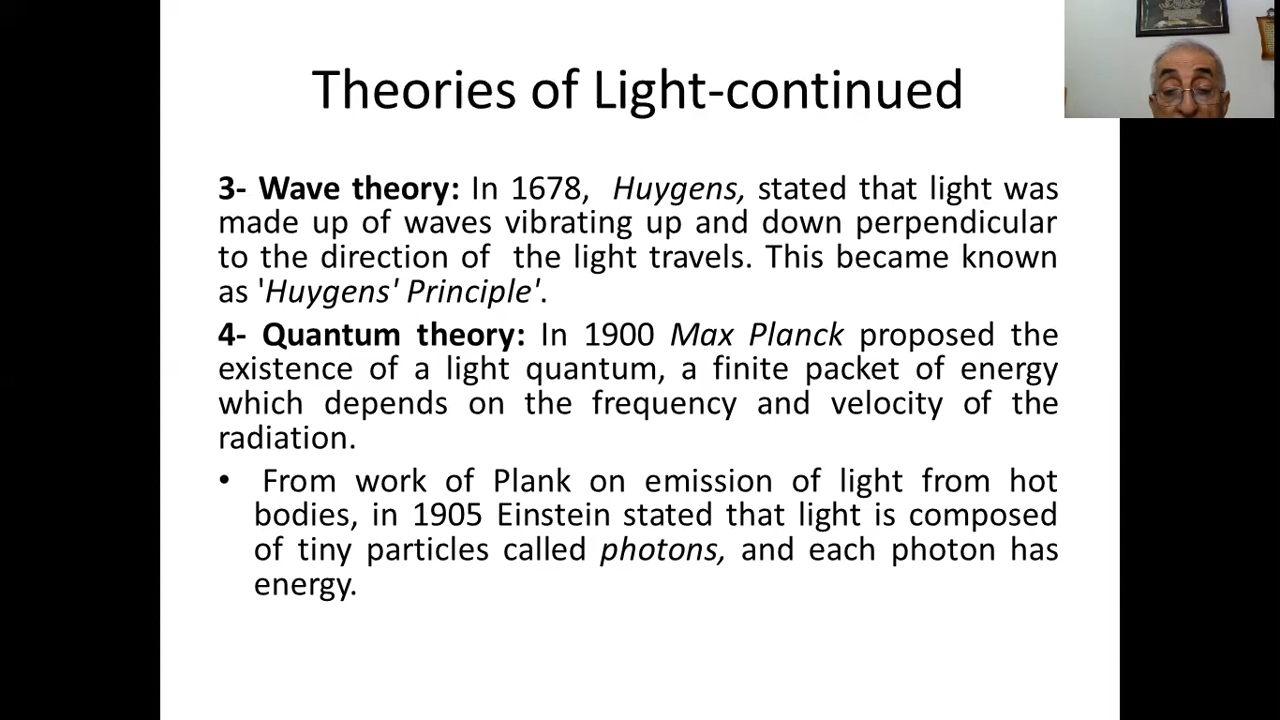 Theories of Light-continued
3- Wave theory: In 1678, Huygens, stated that light was
made up of waves vibrating up and down perpendicular
to the direction of the light travels. This became known
as 'Huygens' Principle'.
4- Quantum theory: In 1900 Max Planck proposed the
existence of a light quantum, a finite packet of energy
which depends on the frequency and velocity of the
radiation.
• From work of Plank on emission of light from hot
bodies, in 1905 Einstein stated that light is composed
of tiny particles called photons, and each photon has
energy.